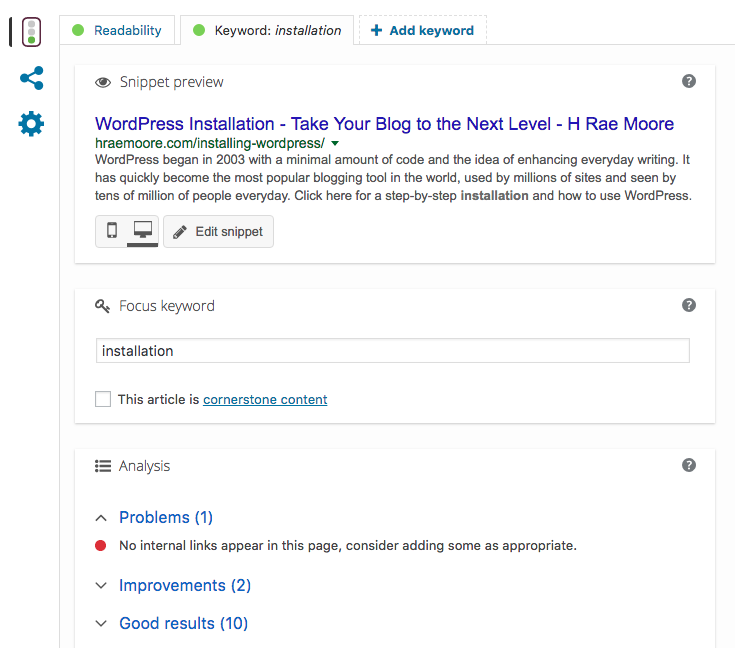 Readability
Keyword: installation
Add keyword
Snippet preview
WordPress Installation - Take Your Blog to the Next Level - H Rae Moore
hraemoore.com/installing-wordpress/
WordPress began in 2003 with a minimal amount of code and the idea of enhancing everyday writing. It
has quickly become the most popular blogging tool in the world, used by millions of sites and seen by
tens of million of people everyday. Click here for a step-by-step installation and how to use WordPress.
Edit snippet
Focus keyword
installation
This article is cornerstone content
Analysis
Problems (1)
No internal links appear in this page, consider adding some as appropriate.
Improvements (2)
Good results (10)